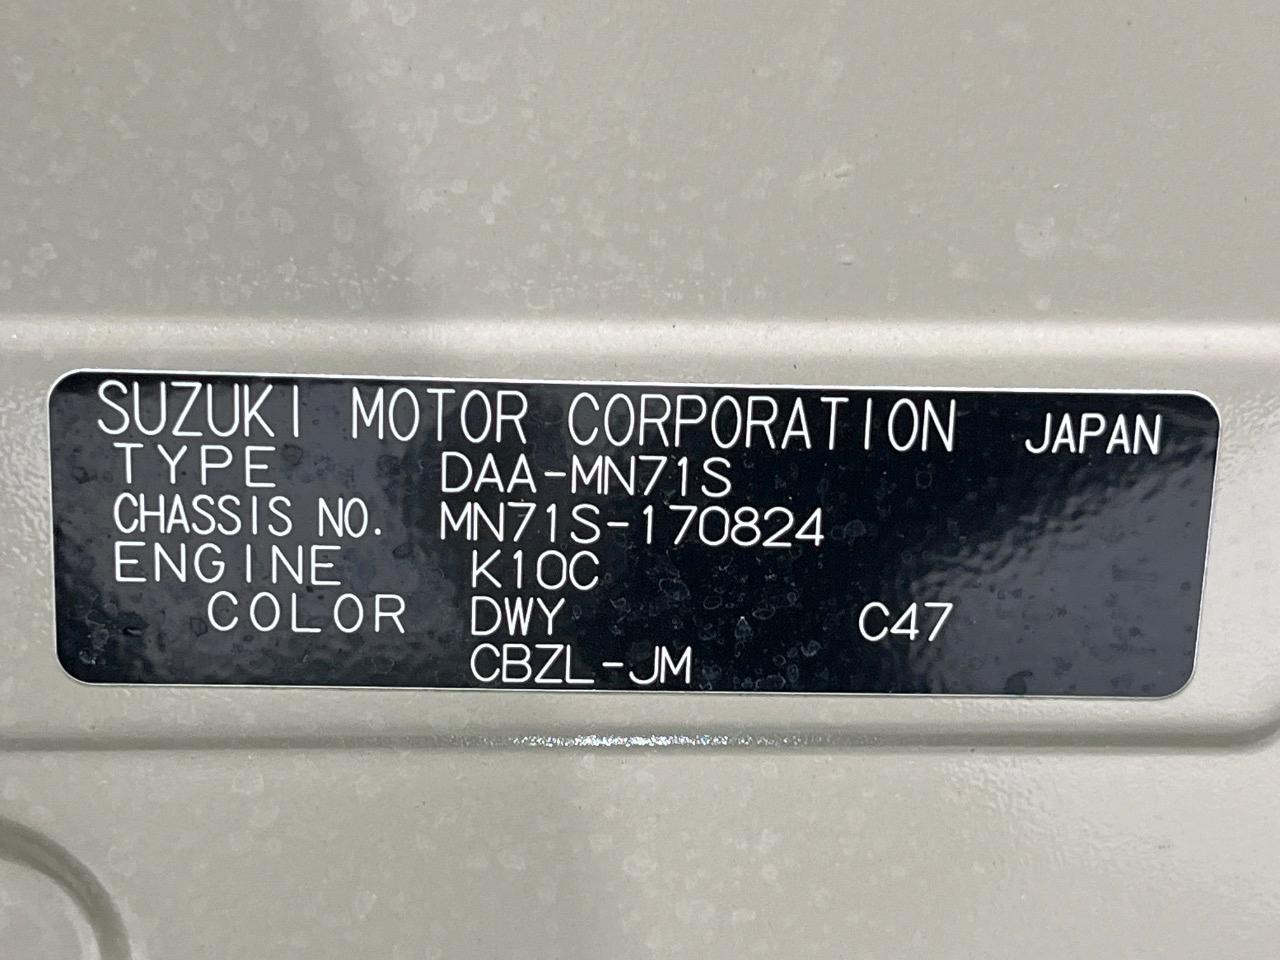 SUZUKI MOTOR CORPORATION JAPAN
TYPE DAA-MN71S
CHASSIS NO. MN71S-170824
ENGINE K10C
COLOR DWY C47
CBZL-JM